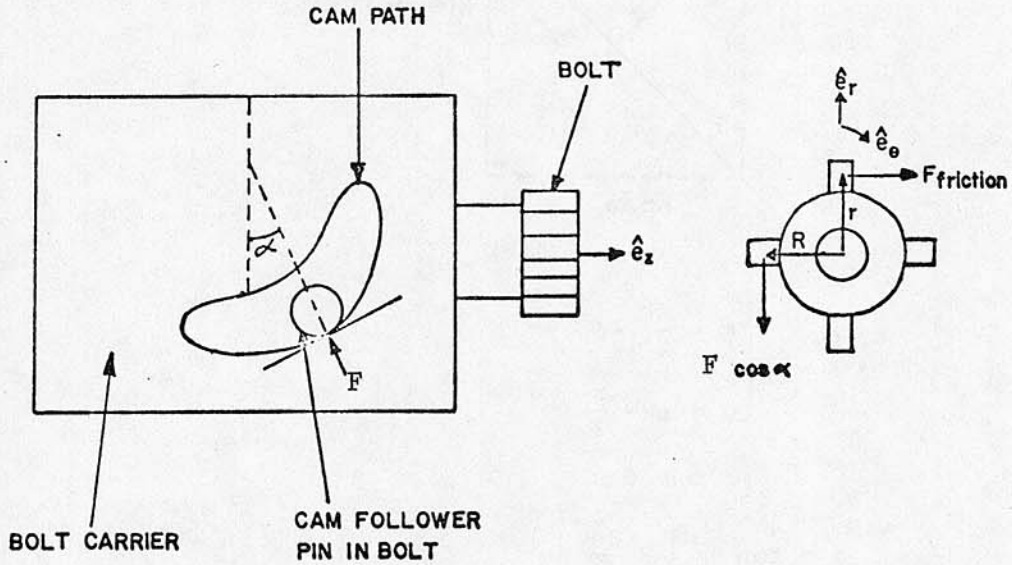 CAM PATH
BOLT
α
F
ê_z
BOLT CARRIER
CAM FOLLOWER
PIN IN BOLT
ê_r
ê_θ
F_friction
r
R
F cos α